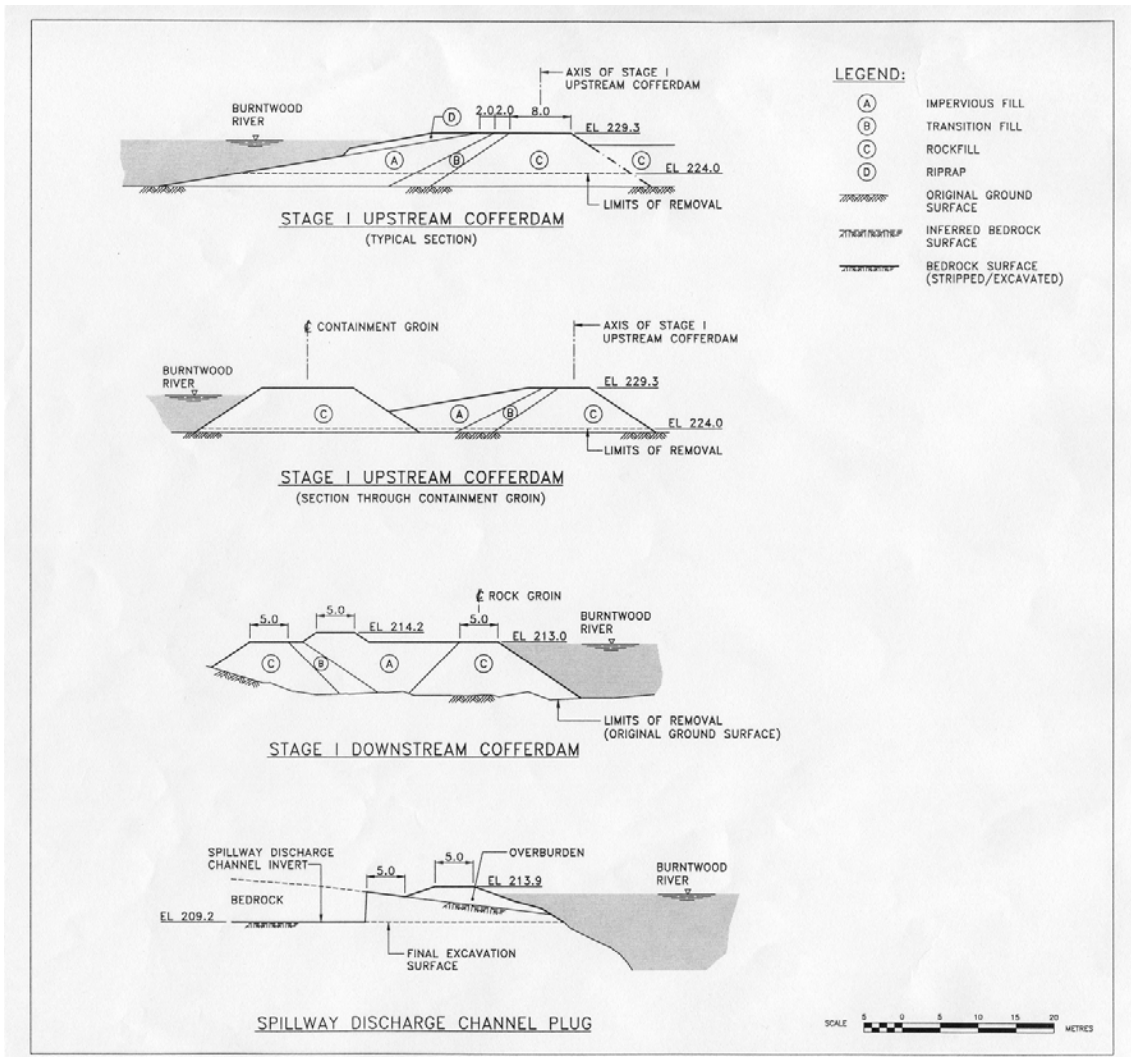 AXIS OF STAGE I
UPSTREAM COFFERDAM
BURNTWOOD
RIVER
D
2.0 2.0 8.0
EL 229.3
A
B
C
C
EL 224.0
LIMITS OF REMOVAL
STAGE I UPSTREAM COFFERDAM
(TYPICAL SECTION)
LEGEND:
A IMPERVIOUS FILL
B TRANSITION FILL
C ROCKFILL
D RIPRAP
ORIGINAL GROUND
SURFACE
INFERRED BEDROCK
SURFACE
BEDROCK SURFACE
(STRIPPED/EXCAVATED)
℄ CONTAINMENT GROIN
AXIS OF STAGE I
UPSTREAM COFFERDAM
BURNTWOOD
RIVER
EL 229.3
C
A
B
C
EL 224.0
LIMITS OF REMOVAL
STAGE I UPSTREAM COFFERDAM
(SECTION THROUGH CONTAINMENT GROIN)
℄ ROCK GROIN
5.0
5.0
5.0
EL 214.2
EL 213.0
BURNTWOOD
RIVER
C
B
A
C
LIMITS OF REMOVAL
(ORIGINAL GROUND SURFACE)
STAGE I DOWNSTREAM COFFERDAM
SPILLWAY DISCHARGE
CHANNEL INVERT
5.0
5.0
OVERBURDEN
EL 213.9
BURNTWOOD
RIVER
BEDROCK
EL 209.2
FINAL EXCAVATION
SURFACE
SPILLWAY DISCHARGE CHANNEL PLUG
SCALE 5 0 5 10 15 20 METRES